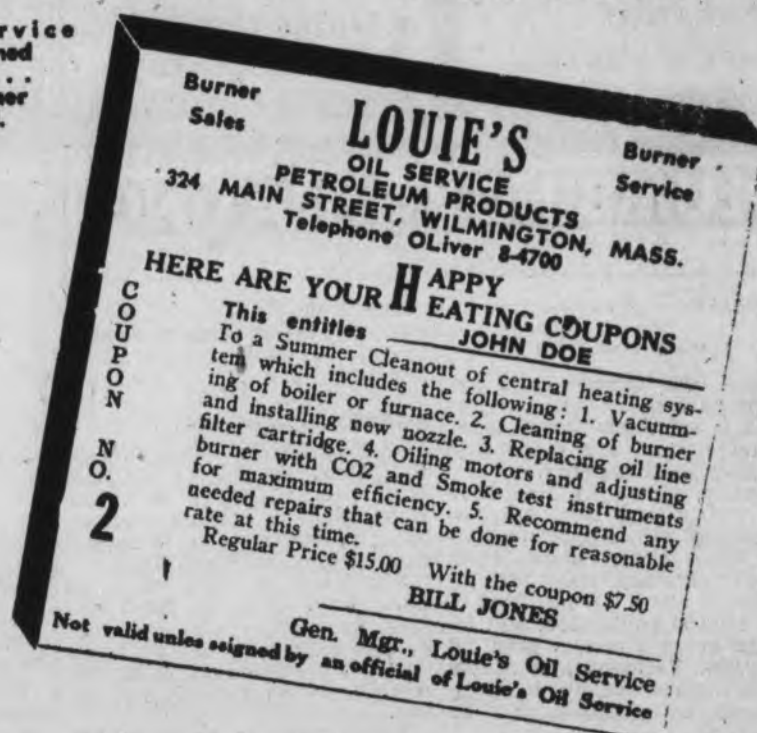 rvice
Burner
Sales
LOUIE'S
Burner
Service
OIL SERVICE
PETROLEUM PRODUCTS
324 MAIN STREET, WILMINGTON, MASS.
Telephone OLiver 8-4700
HERE ARE YOUR HAPPY
HEATING COUPONS
COUPON NO. 2
This entitles JOHN DOE
To a Summer Cleanout of central heating sys-
tem which includes the following: 1. Vacuum-
ing of boiler or furnace. 2. Cleaning of burner
and installing new nozzle. 3. Replacing oil line
filter cartridge. 4. Oiling motors and adjusting
burner with CO2 and Smoke test instruments
for maximum efficiency. 5. Recommend any
needed repairs that can be done for reasonable
rate at this time.
Regular Price $15.00 With the coupon $7.50
BILL JONES
Gen. Mgr., Louie's Oil Service
Not valid unles seigned by an official of Louie's Oil Service